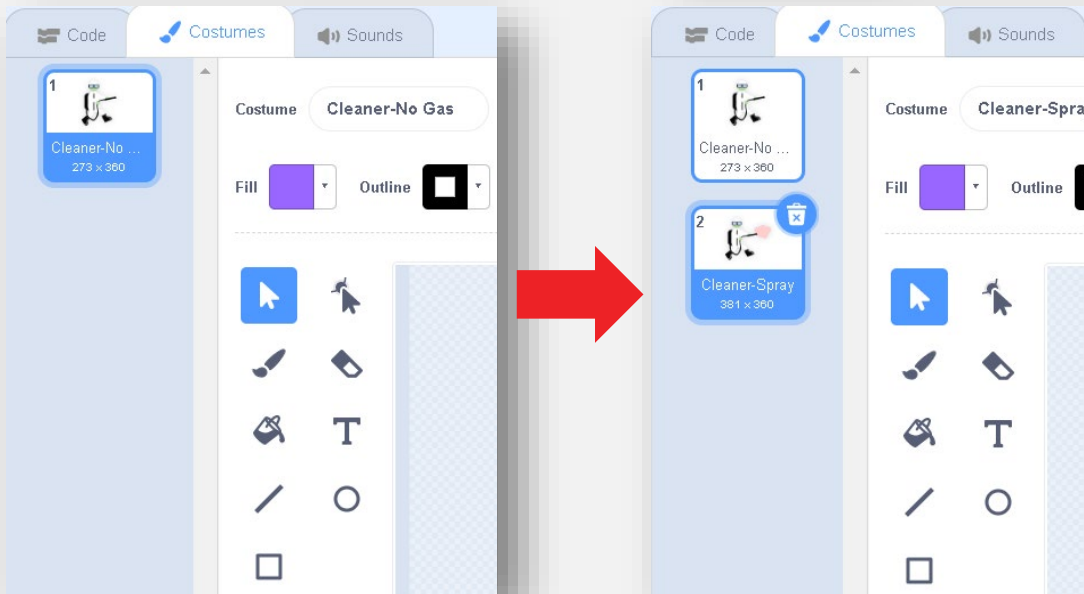 Code Costumes Sounds
1
Cleaner-No ...
273 × 360
Costume Cleaner-No Gas
Fill Outline
T
Code Costumes Sounds
1
Cleaner-No ...
273 × 360
2
Cleaner-Spray
381 × 360
Costume Cleaner-Spra
Fill Outline
T